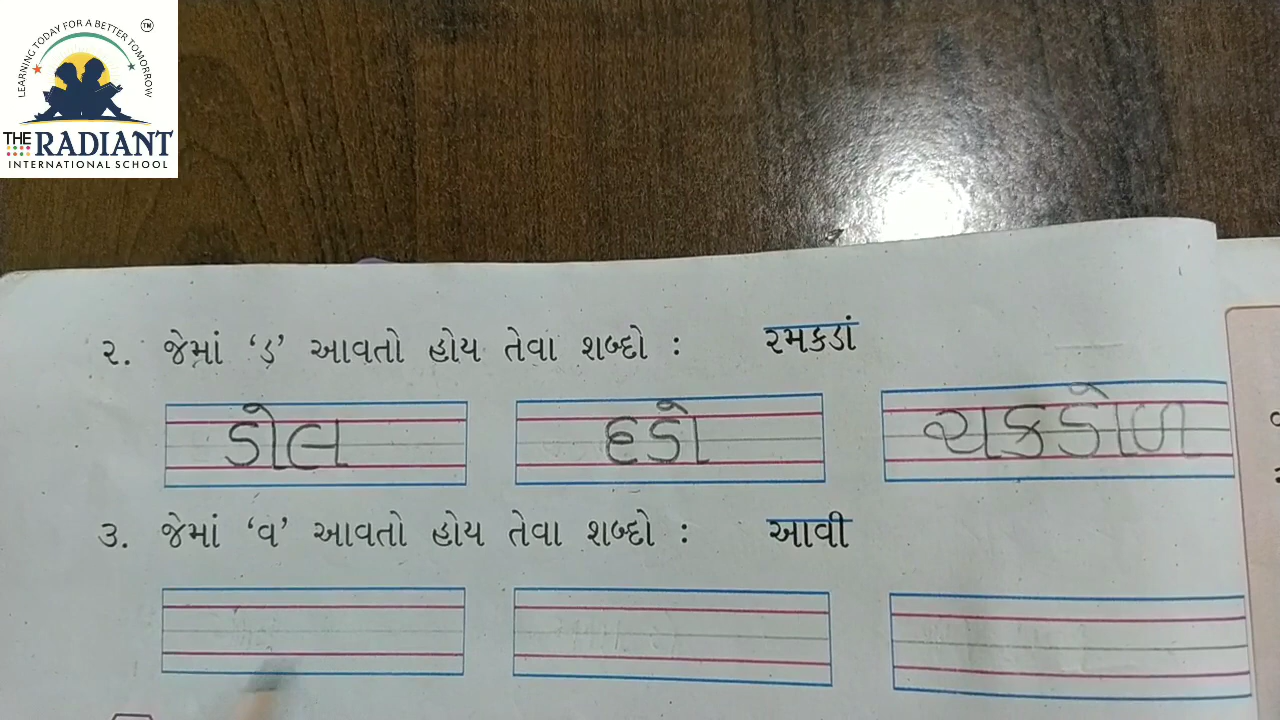 LEARNING TODAY FOR A BETTER TOMORROW
TM
THE RADIANT
INTERNATIONAL SCHOOL
૨. જેમાં ‘ડ’ આવતો હોય તેવા શબ્દો : રમકડાં
ડોલ દડો ચકડોળ
૩. જેમાં ‘વ’ આવતો હોય તેવા શબ્દો : આવી